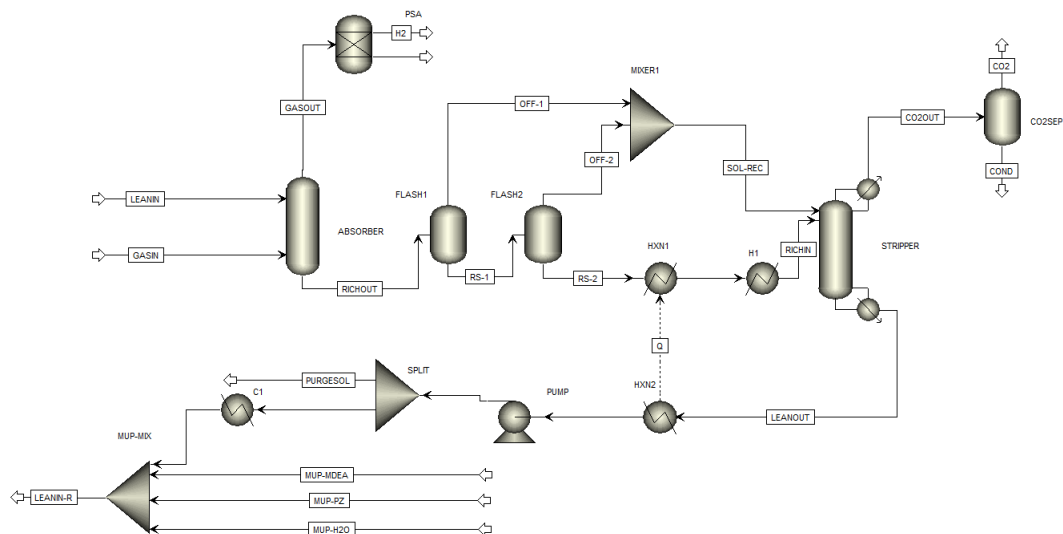 PSA
H2
GASOUT
MIXER1
CO2
OFF-1
CO2OUT
CO2SEP
OFF-2
SOL-REC
COND
LEANIN
FLASH1
FLASH2
ABSORBER
HXN1
H1
RICHIN
STRIPPER
GASIN
RS-1
RS-2
RICHOUT
Q
SPLIT
PURGESOL
C1
PUMP
HXN2
LEANOUT
MUP-MIX
MUP-MDEA
LEANIN-R
MUP-PZ
MUP-H2O